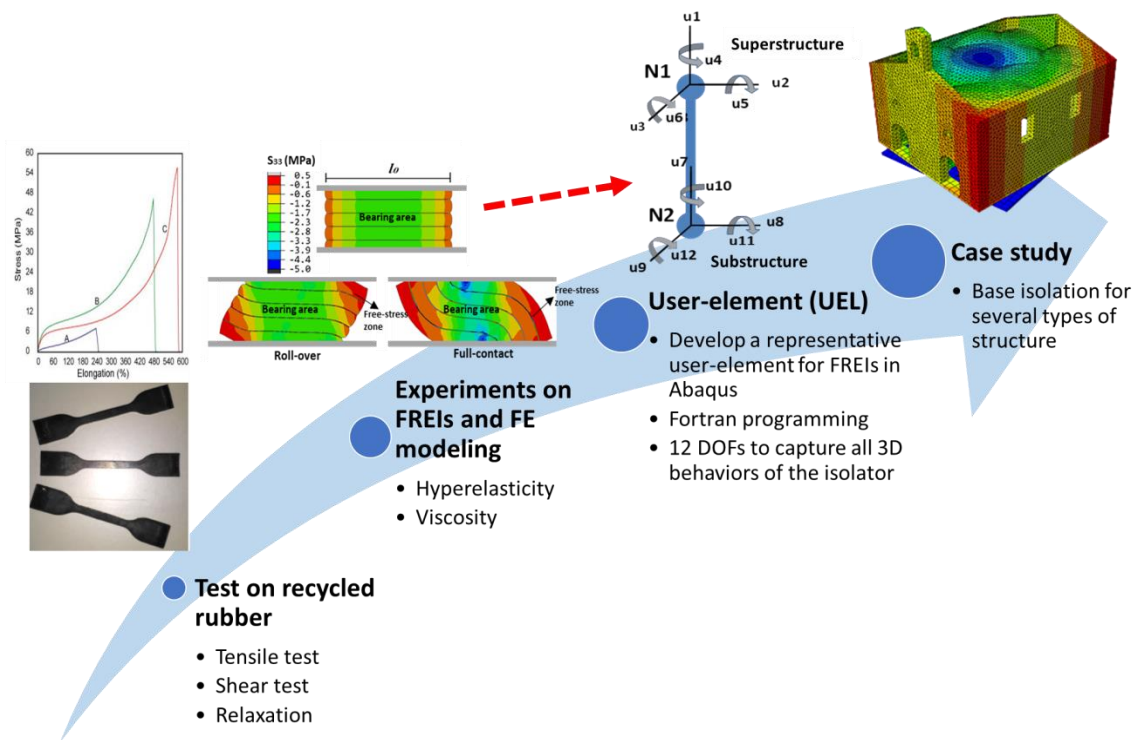 Stress (MPa)
60
54
48
42
36
30
24
18
12
6
0
A
B
C
0 60 120 180 240 300 360 420 480 540 600
Elongation (%)
Test on recycled
rubber
• Tensile test
• Shear test
• Relaxation
S33 (MPa)
0.5
-0.1
-0.6
-1.2
-1.7
-2.3
-2.8
-3.3
-3.9
-4.4
-5.0
lo
Bearing area
Bearing area
Free-stress
zone
Roll-over
Bearing area
Free-stress
zone
Full-contact
Experiments on
FREIs and FE
modeling
• Hyperelasticity
• Viscosity
u1
Superstructure
u4
N1
u2
u5
u3
u6
u7
u10
N2
u8
u11
u9
u12
Substructure
User-element (UEL)
• Develop a representative
user-element for FREIs in
Abaqus
• Fortran programming
• 12 DOFs to capture all 3D
behaviors of the isolator
Case study
• Base isolation for
several types of
structure